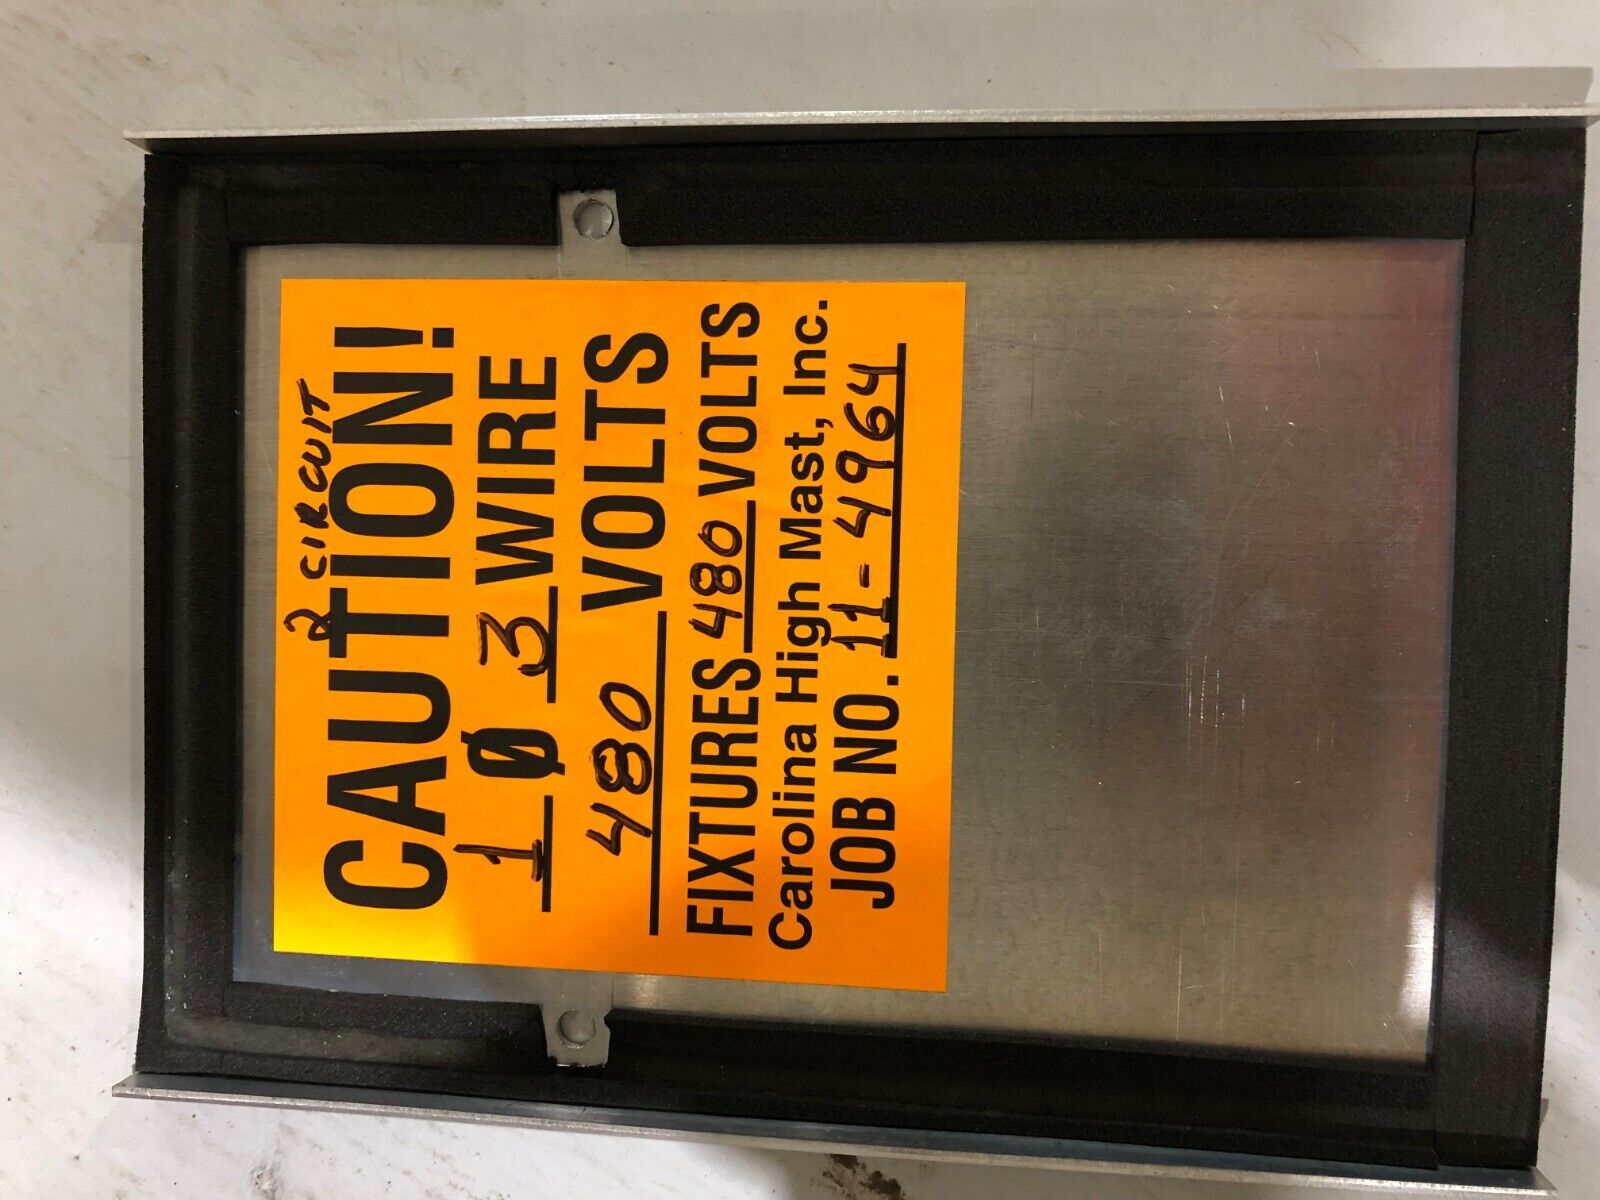 2 CIRCUIT
CAUTION!
1 Ø 3 WIRE
480 VOLTS
FIXTURES 480 VOLTS
Carolina High Mast, Inc.
JOB NO. 11-4964